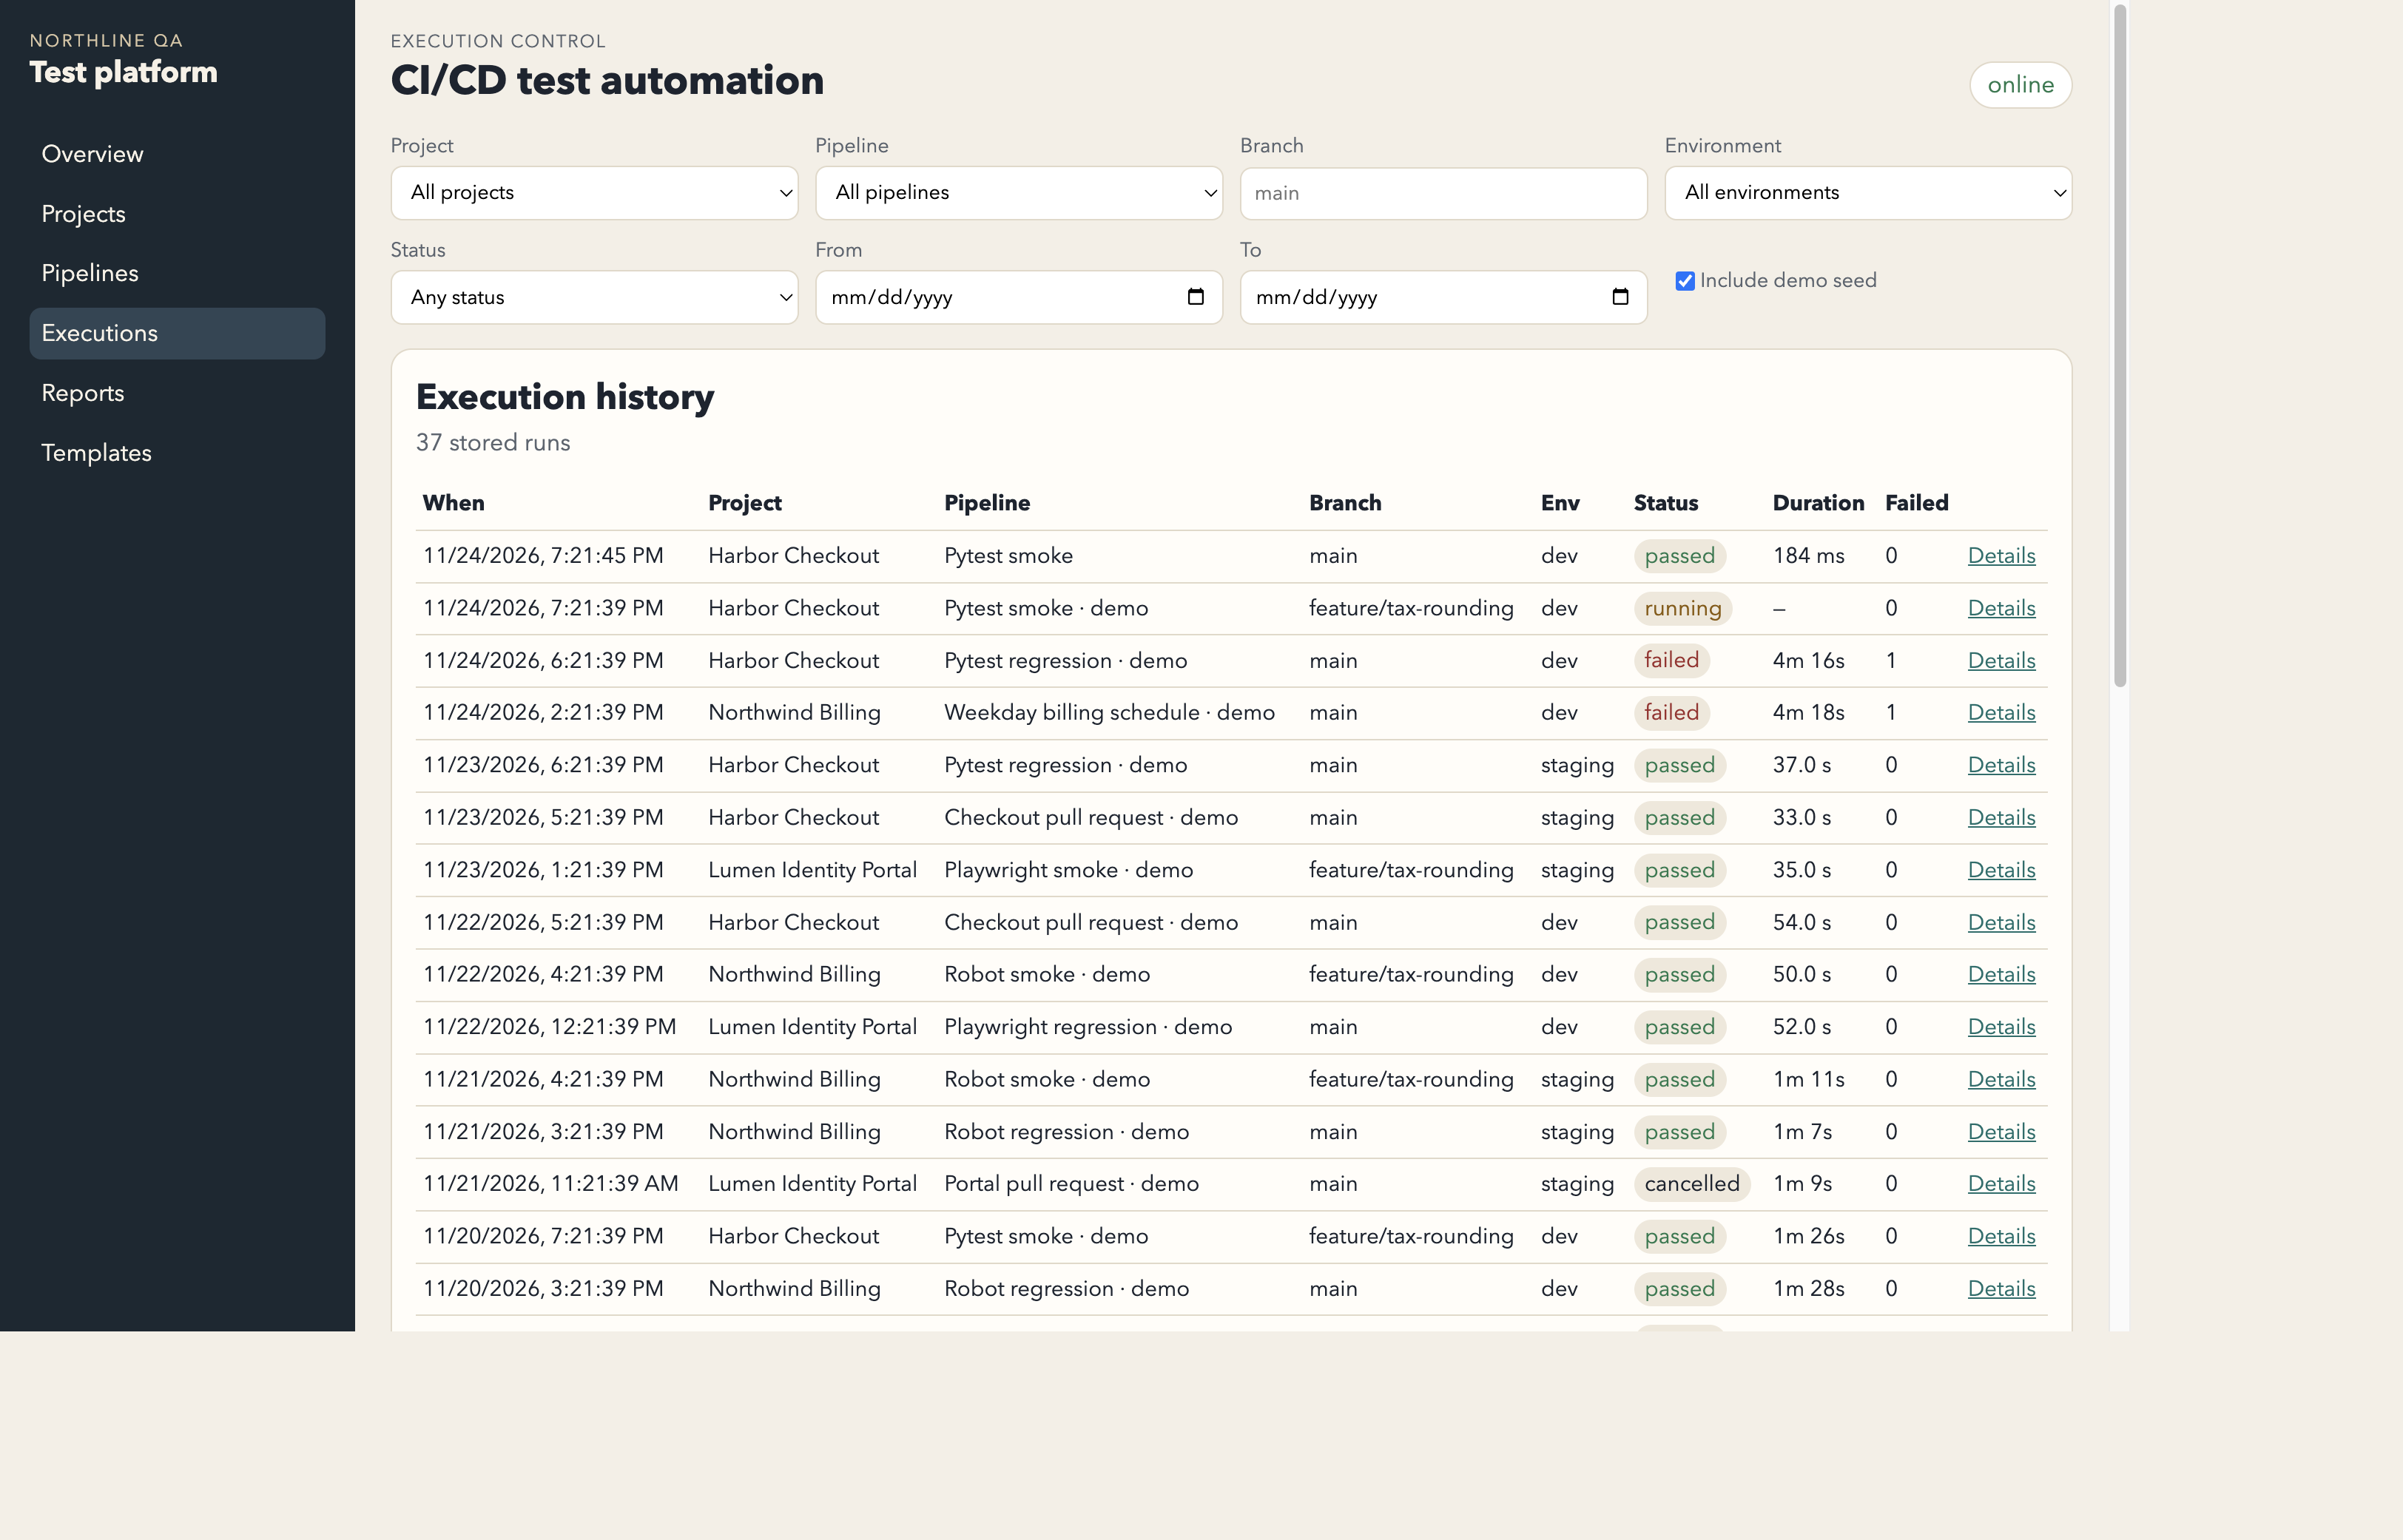 NORTHLINE QA
Test platform
Overview
Projects
Pipelines
Executions
Reports
Templates
EXECUTION CONTROL
CI/CD test automation
online
Project Pipeline Branch Environment
All projects All pipelines main All environments
Status From To
Any status mm/dd/yyyy mm/dd/yyyy Include demo seed
Execution history
37 stored runs
When Project Pipeline Branch Env Status Duration Failed
11/24/2026, 7:21:45 PM Harbor Checkout Pytest smoke main dev passed 184 ms 0 Details
11/24/2026, 7:21:39 PM Harbor Checkout Pytest smoke · demo feature/tax-rounding dev running – 0 Details
11/24/2026, 6:21:39 PM Harbor Checkout Pytest regression · demo main dev failed 4m 16s 1 Details
11/24/2026, 2:21:39 PM Northwind Billing Weekday billing schedule · demo main dev failed 4m 18s 1 Details
11/23/2026, 6:21:39 PM Harbor Checkout Pytest regression · demo main staging passed 37.0 s 0 Details
11/23/2026, 5:21:39 PM Harbor Checkout Checkout pull request · demo main staging passed 33.0 s 0 Details
11/23/2026, 1:21:39 PM Lumen Identity Portal Playwright smoke · demo feature/tax-rounding staging passed 35.0 s 0 Details
11/22/2026, 5:21:39 PM Harbor Checkout Checkout pull request · demo main dev passed 54.0 s 0 Details
11/22/2026, 4:21:39 PM Northwind Billing Robot smoke · demo feature/tax-rounding dev passed 50.0 s 0 Details
11/22/2026, 12:21:39 PM Lumen Identity Portal Playwright regression · demo main dev passed 52.0 s 0 Details
11/21/2026, 4:21:39 PM Northwind Billing Robot smoke · demo feature/tax-rounding staging passed 1m 11s 0 Details
11/21/2026, 3:21:39 PM Northwind Billing Robot regression · demo main staging passed 1m 7s 0 Details
11/21/2026, 11:21:39 AM Lumen Identity Portal Portal pull request · demo main staging cancelled 1m 9s 0 Details
11/20/2026, 7:21:39 PM Harbor Checkout Pytest smoke · demo feature/tax-rounding dev passed 1m 26s 0 Details
11/20/2026, 3:21:39 PM Northwind Billing Robot regression · demo main dev passed 1m 28s 0 Details